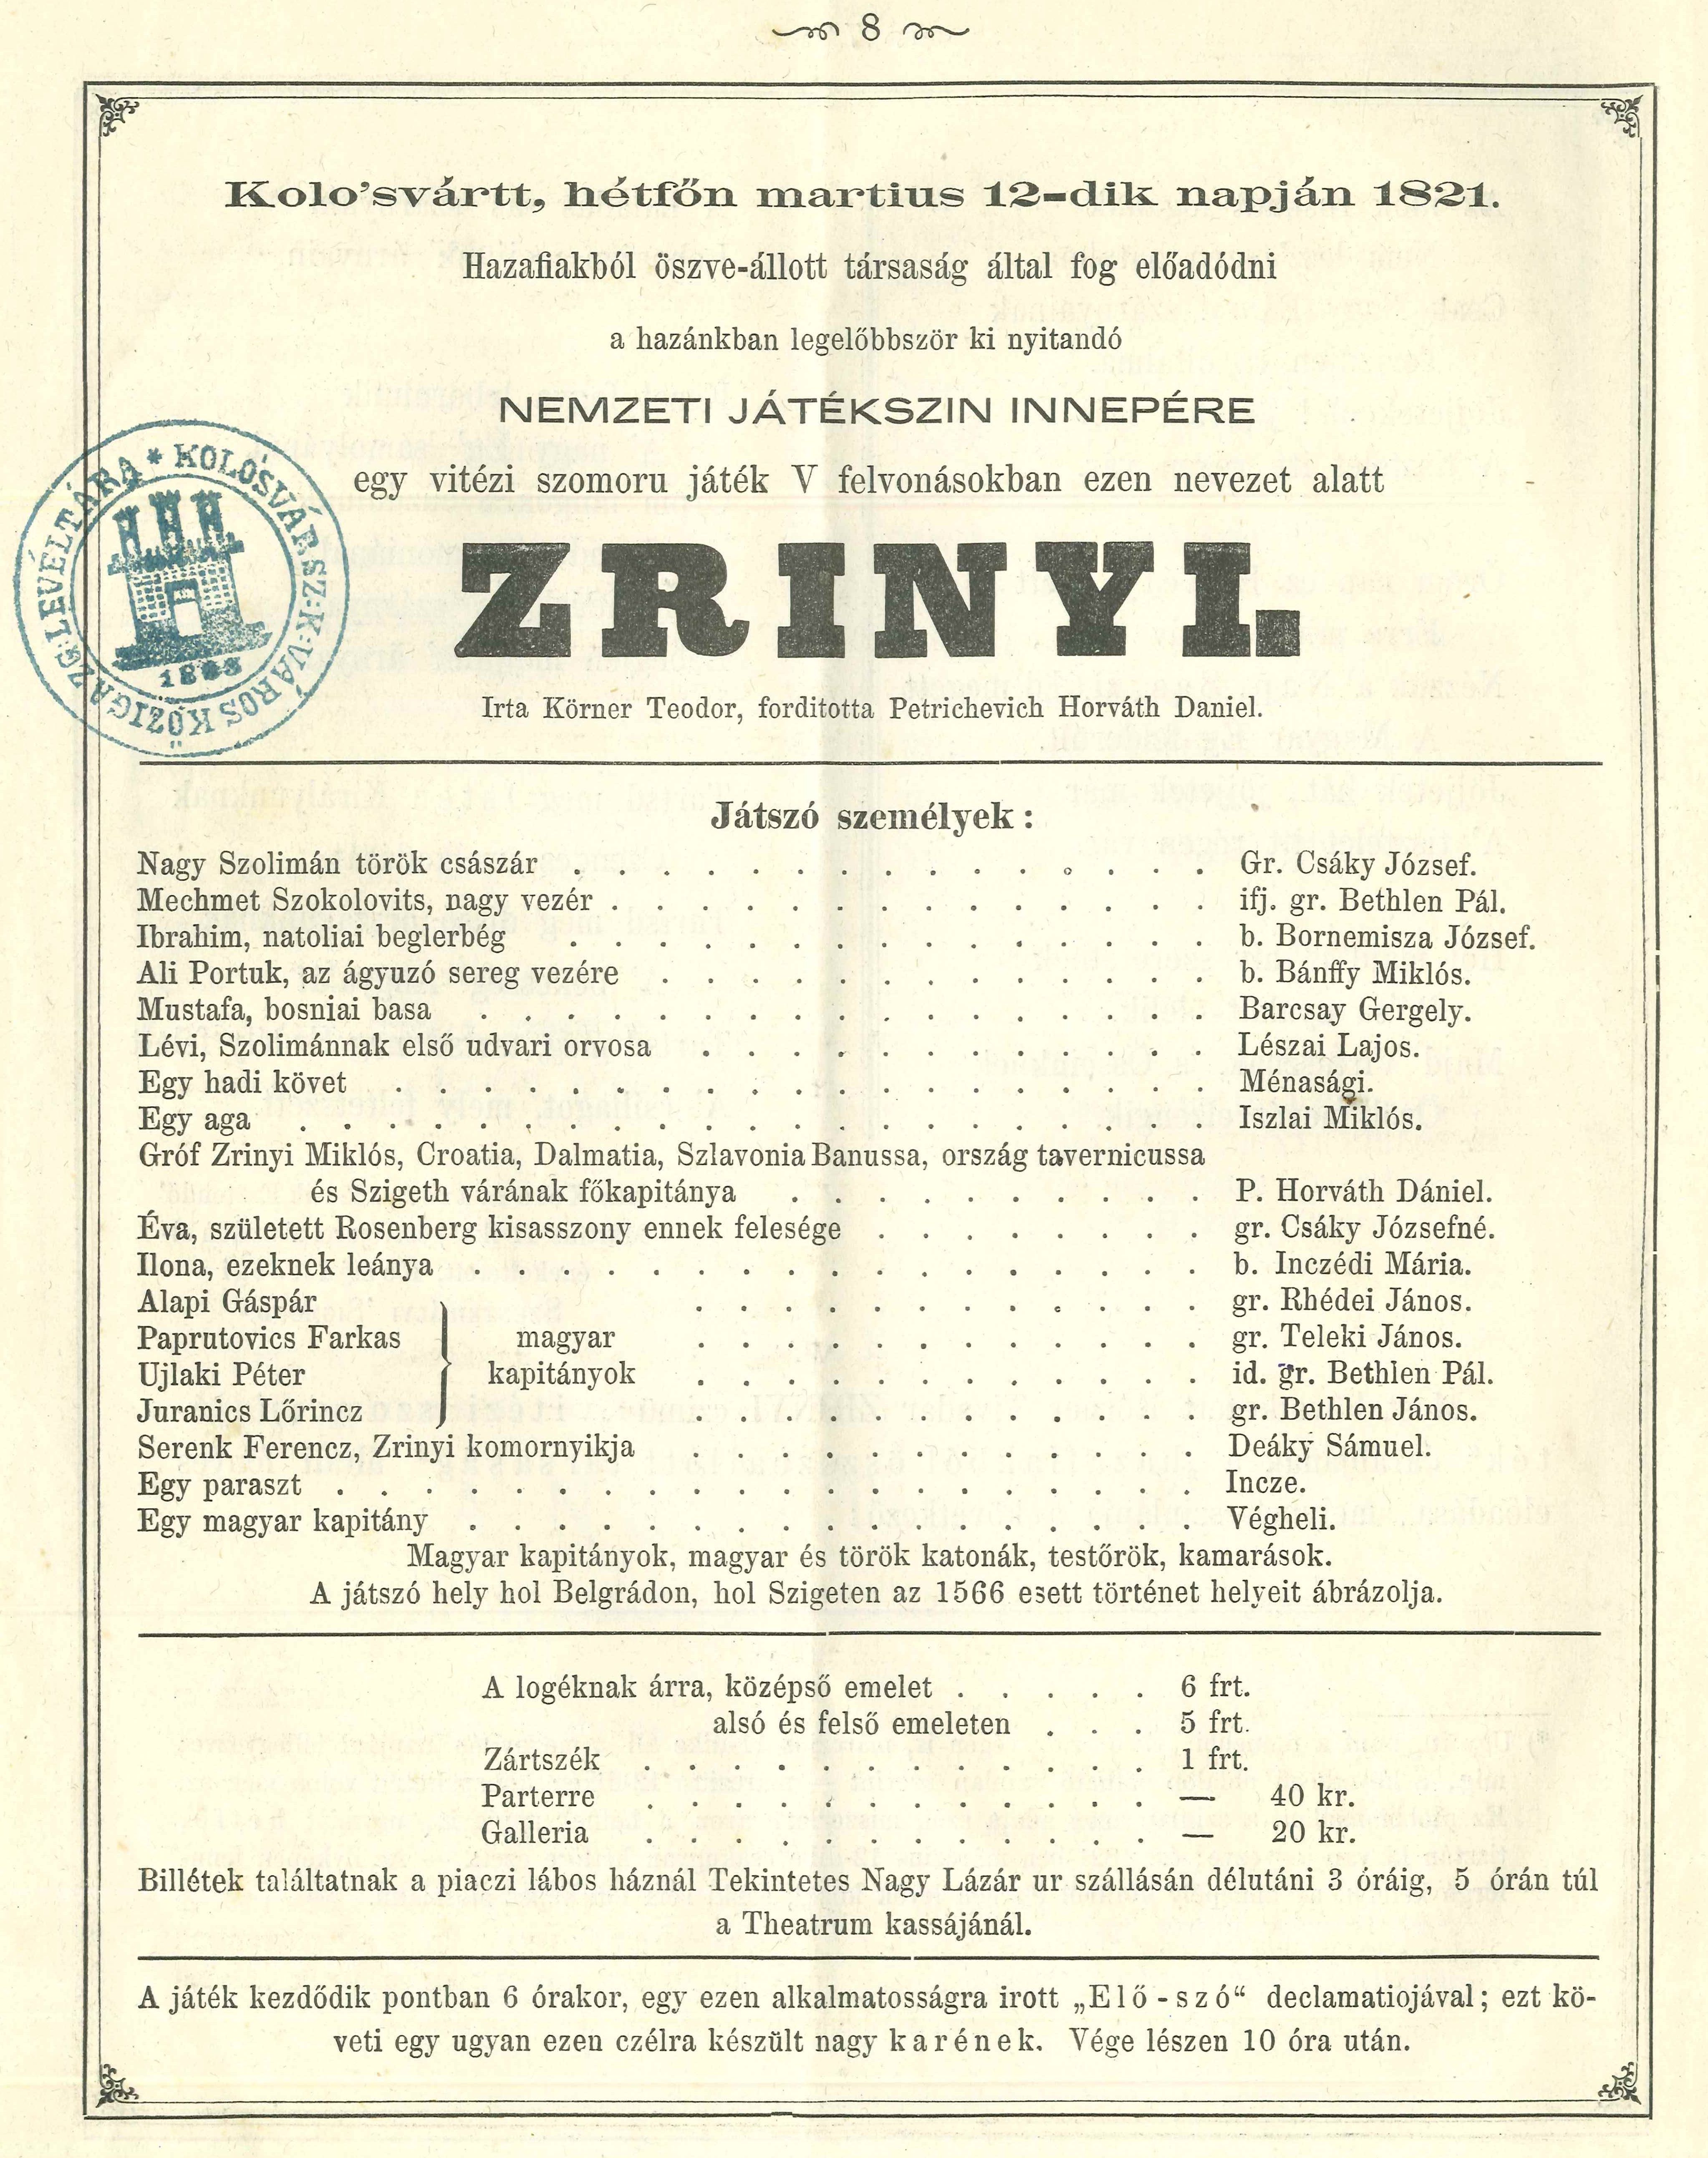 8
Kolo'svártt, hétfőn martius 12-dik napján 1821.
Hazafiakból öszve-állott társaság által fog előadódni
a hazánkban legelőbbször ki nyitandó
NEMZETI JÁTÉKSZIN INNEPÉRE
egy vitézi szomoru játék V felvonásokban ezen nevezet alatt
ZRINYI.
Irta Körner Teodor, forditotta Petrichevich Horváth Daniel.
KOLOSVÁR SZ: K: VÁROS KÖZIGAZG: LEVÉLTÁRA *
Játszó személyek:
Nagy Szolimán török császár . . . . . . . . . . . . . . . Gr. Csáky József.
Mechmet Szokolovits, nagy vezér . . . . . . . . . . . . . . ifj. gr. Bethlen Pál.
Ibrahim, natoliai beglerbég . . . . . . . . . . . . . . . b. Bornemisza József.
Ali Portuk, az ágyuzó sereg vezére . . . . . . . . . . . . . b. Bánffy Miklós.
Mustafa, bosniai basa . . . . . . . . . . . . . . . . . Barcsay Gergely.
Lévi, Szolimánnak első udvari orvosa . . . . . . . . . . . . Lészai Lajos.
Egy hadi követ . . . . . . . . . . . . . . . . . . . Ménasági.
Egy aga . . . . . . . . . . . . . . . . . . . . . Iszlai Miklós.
Gróf Zrinyi Miklós, Croatia, Dalmatia, Szlavonia Banussa, ország tavernicussa
és Szigeth várának főkapitánya . . . . . . . . . . P. Horváth Dániel.
Éva, született Rosenberg kisasszony ennek felesége . . . . . . . . gr. Csáky Józsefné.
Ilona, ezeknek leánya . . . . . . . . . . . . . . . . . b. Inczédi Mária.
Alapi Gáspár . . . . . . . . . . . . gr. Rhédei János.
Paprutovics Farkas magyar . . . . . . . . . . . . gr. Teleki János.
Ujlaki Péter kapitányok . . . . . . . . . . . . id. gr. Bethlen Pál.
Juranics Lőrincz . . . . . . . . . . . . gr. Bethlen János.
Serenk Ferencz, Zrinyi komornyikja . . . . . . . . . . . . Deáky Sámuel.
Egy paraszt . . . . . . . . . . . . . . . . . . . . Incze.
Egy magyar kapitány . . . . . . . . . . . . . . . . . Végheli.
Magyar kapitányok, magyar és török katonák, testőrök, kamarások.
A játszó hely hol Belgrádon, hol Szigeten az 1566 esett történet helyeit ábrázolja.
A logéknak árra, középső emelet . . . . . 6 frt.
alsó és felső emeleten . . . 5 frt.
Zártszék . . . . . . . . . . . . 1 frt.
Parterre . . . . . . . . . . . . — 40 kr.
Galleria . . . . . . . . . . . . — 20 kr.
Billétek találtatnak a piaczi lábos háznál Tekintetes Nagy Lázár ur szállásán délutáni 3 óráig, 5 órán túl
a Theatrum kassájánál.
A játék kezdődik pontban 6 órakor, egy ezen alkalmatosságra irott „Elő-szó“ declamatiojával; ezt kö-
veti egy ugyan ezen czélra készült nagy karének. Vége lészen 10 óra után.